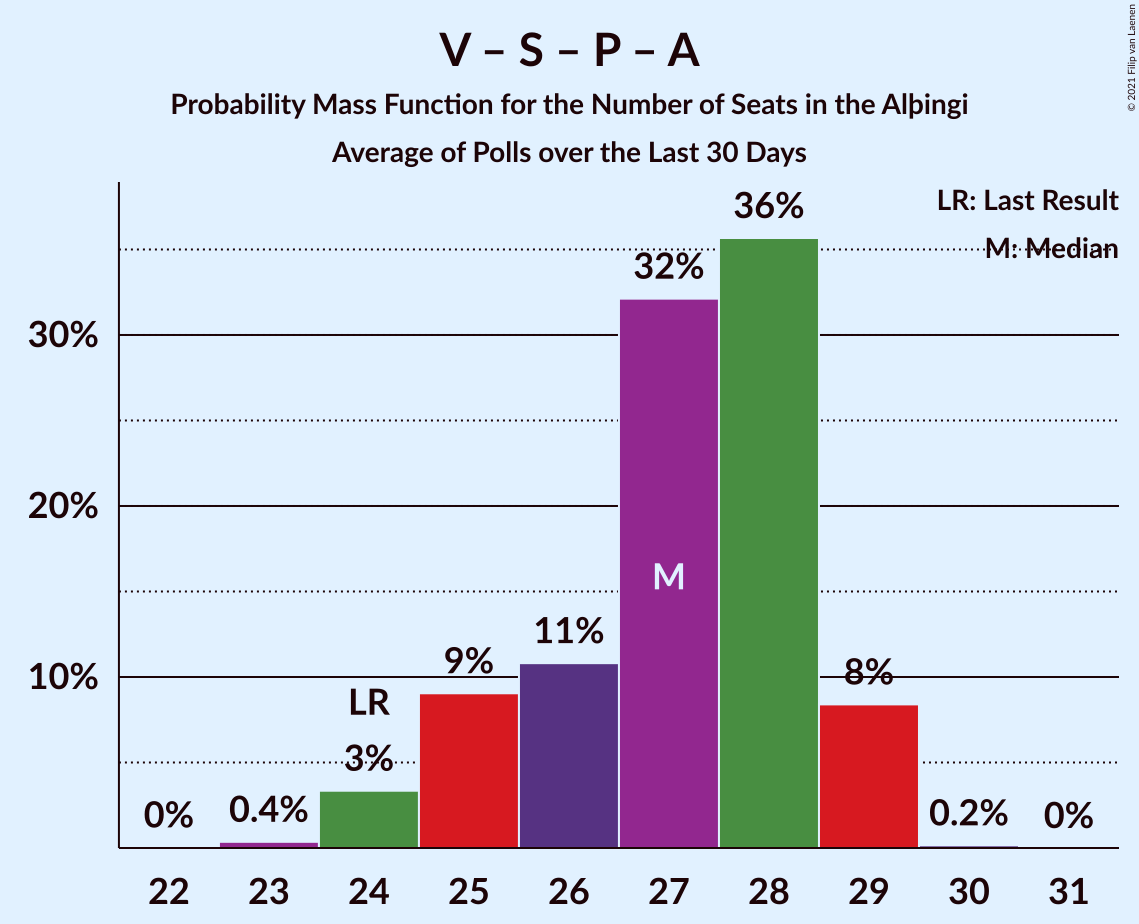 V – S – P – A
Probability Mass Function for the Number of Seats in the Alþingi
Average of Polls over the Last 30 Days
© 2021 Filip van Laenen
LR: Last Result
M: Median
30%
20%
10%
0%
0.4%
LR
3%
9%
11%
32%
M
36%
8%
0.2%
0%
22 23 24 25 26 27 28 29 30 31